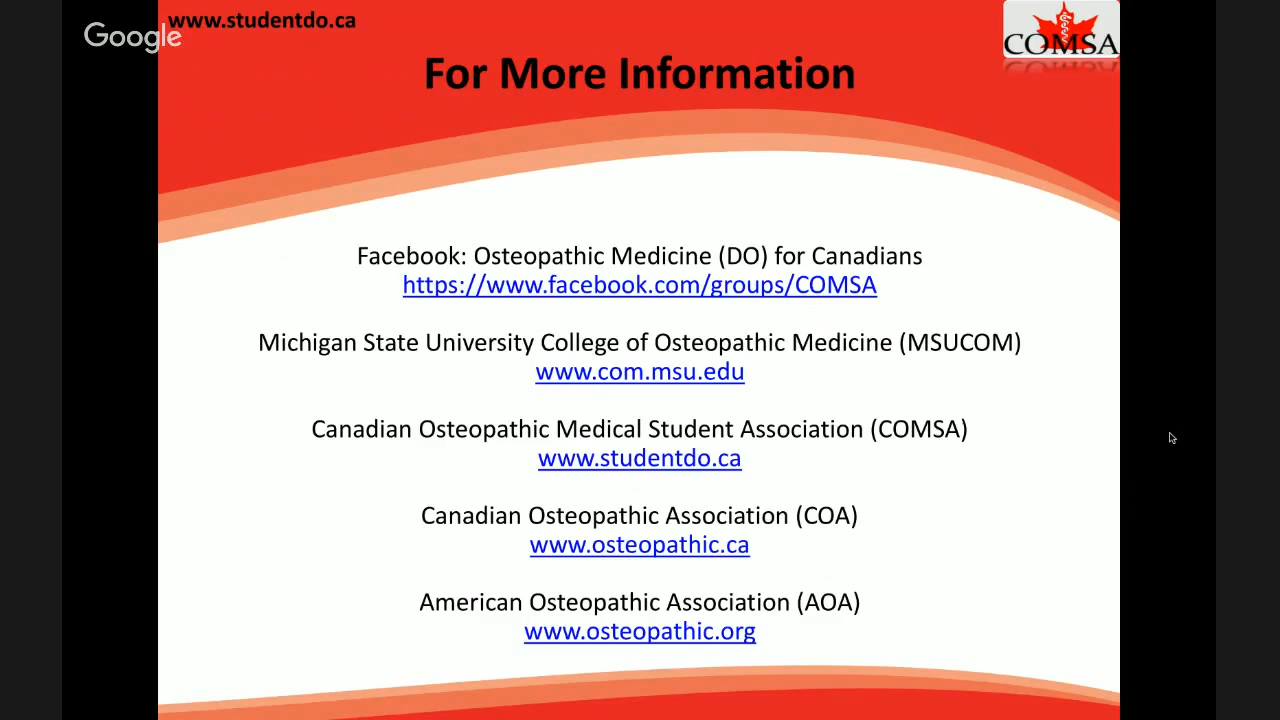 www.studentdo.ca
Google
COMSA
For More Information
Facebook: Osteopathic Medicine (DO) for Canadians
https://www.facebook.com/groups/COMSA
Michigan State University College of Osteopathic Medicine (MSUCOM)
www.com.msu.edu
Canadian Osteopathic Medical Student Association (COMSA)
www.studentdo.ca
Canadian Osteopathic Association (COA)
www.osteopathic.ca
American Osteopathic Association (AOA)
www.osteopathic.org